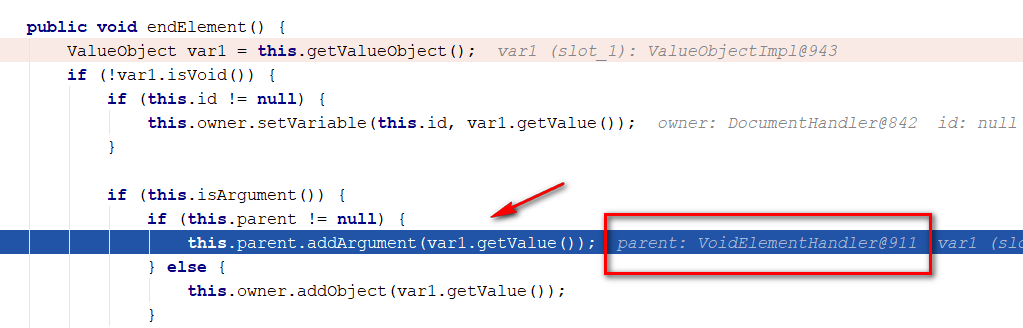 public void endElement() {
ValueObject var1 = this.getValueObject(); var1 (slot_1): ValueObjectImpl@943
if (!var1.isVoid()) {
if (this.id != null) {
this.owner.setVariable(this.id, var1.getValue()); owner: DocumentHandler@842 id: null
}
if (this.isArgument()) {
if (this.parent != null) {
this.parent.addArgument(var1.getValue()); parent: VoidElementHandler@911 var1 (slo
} else {
this.owner.addObject(var1.getValue());
}